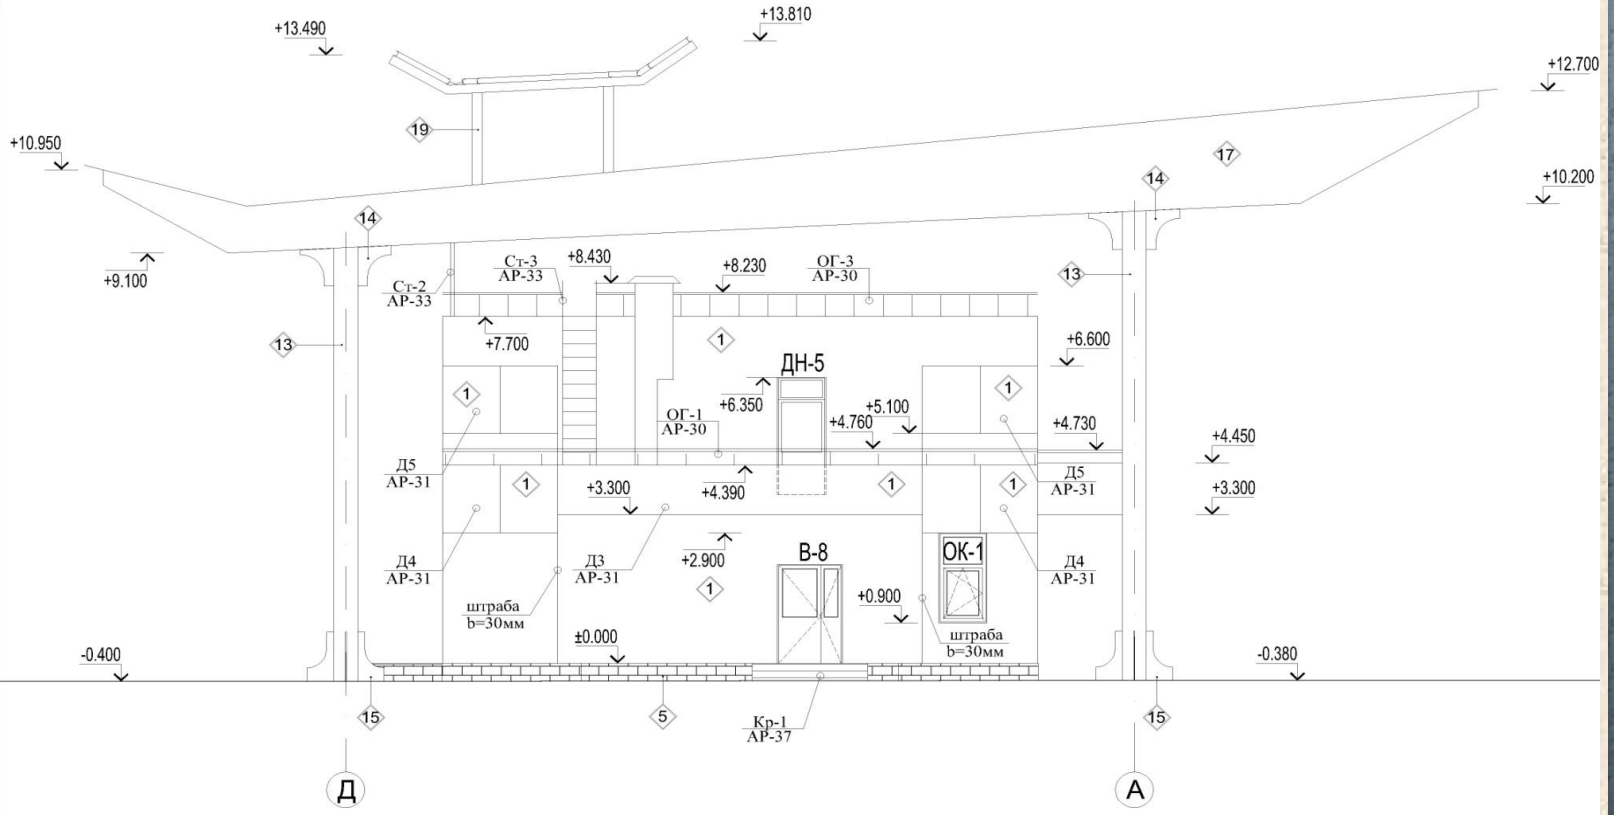 +13.490
+13.810
+12.700
19
+10.950
17
14
+10.200
14
+9.100
Ст-2
АР-33
Ст-3
АР-33
+8.430
+8.230
ОГ-3
АР-30
13
13
+7.700
1
+6.600
ДН-5
1
+6.350
1
ОГ-1
АР-30
+5.100
+4.760
+4.730
+4.450
Д5
АР-31
1
+3.300
+4.390
1
1
Д5
АР-31
+3.300
Д4
АР-31
Д3
АР-31
+2.900
В-8
ОК-1
Д4
АР-31
1
+0.900
штраба
b=30мм
±0.000
штраба
b=30мм
-0.400
-0.380
15
5
Кр-1
АР-37
15
Д
А